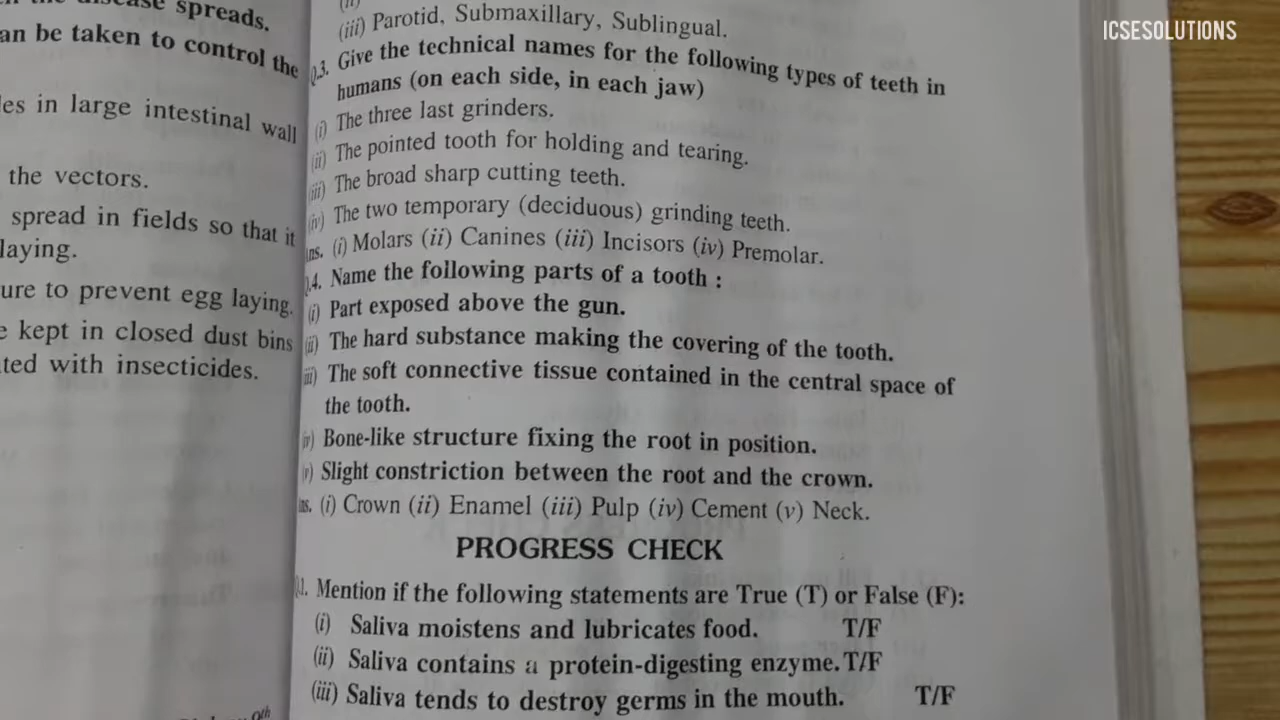 ICSESOLUTIONS
spreads.
an be taken to control the
les in large intestinal wall
the vectors.
spread in fields so that it
laying.
ure to prevent egg laying.
e kept in closed dust bins
ted with insecticides.
(iii) Parotid, Submaxillary, Sublingual.
Q.3. Give the technical names for the following types of teeth in
humans (on each side, in each jaw)
(i) The three last grinders.
(ii) The pointed tooth for holding and tearing.
(iii) The broad sharp cutting teeth.
(iv) The two temporary (deciduous) grinding teeth.
ns. (i) Molars (ii) Canines (iii) Incisors (iv) Premolar.
.4. Name the following parts of a tooth :
(i) Part exposed above the gun.
ii) The hard substance making the covering of the tooth.
iii) The soft connective tissue contained in the central space of
the tooth.
iv) Bone-like structure fixing the root in position.
v) Slight constriction between the root and the crown.
ns. (i) Crown (ii) Enamel (iii) Pulp (iv) Cement (v) Neck.
PROGRESS CHECK
.1. Mention if the following statements are True (T) or False (F):
(i) Saliva moistens and lubricates food. T/F
(ii) Saliva contains a protein-digesting enzyme. T/F
(iii) Saliva tends to destroy germs in the mouth. T/F